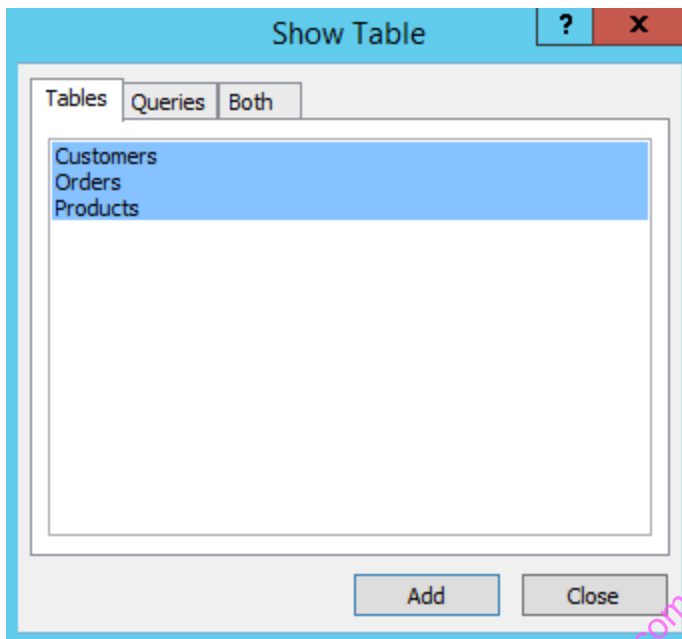 Show Table
?
x
Tables Queries Both
Customers
Orders
Products
Add Close